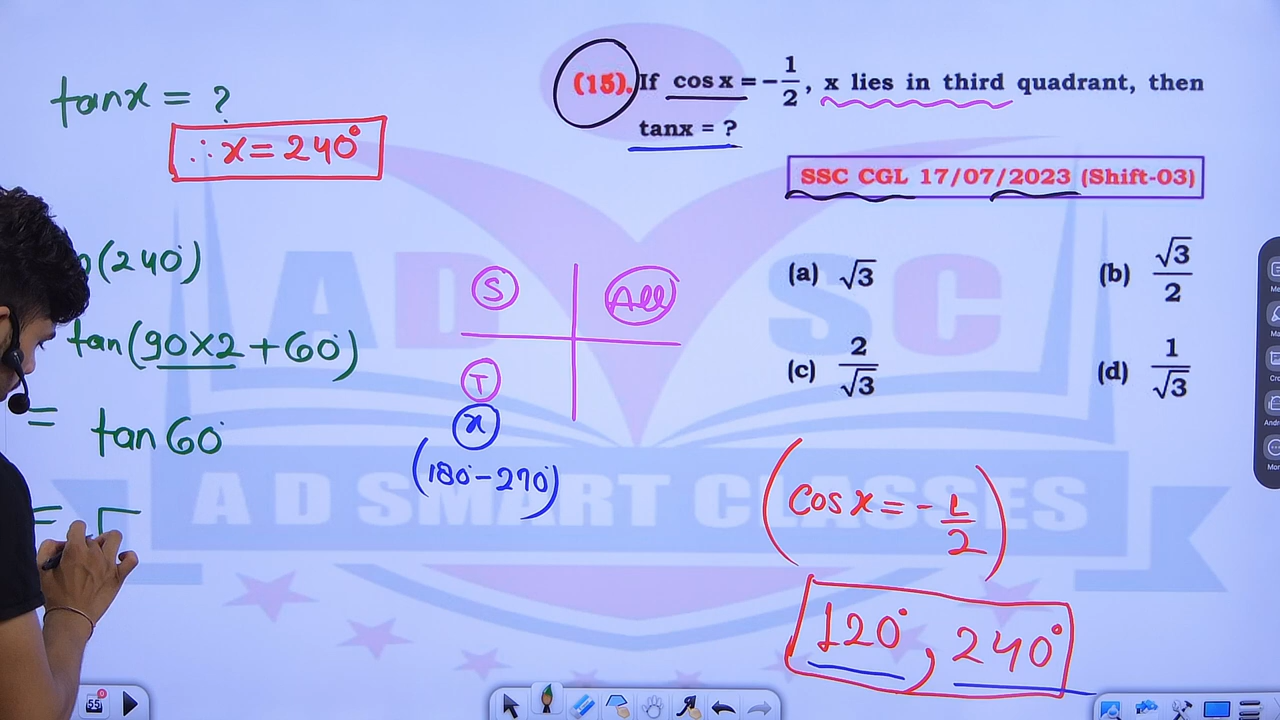 tanx = ?
∴ x = 240°
(240°)
tan(90×2 + 60°)
= tan 60°
= √
(15). If cos x = -1/2, x lies in third quadrant, then
tanx = ?
SSC CGL 17/07/2023 (Shift-03)
(a) √3
(b) √3/2
(c) 2/√3
(d) 1/√3
S
All
T
x
(180°-270°)
(Cos x = -1/2)
120°, 240°
AD SC
A D SMART CLASSES